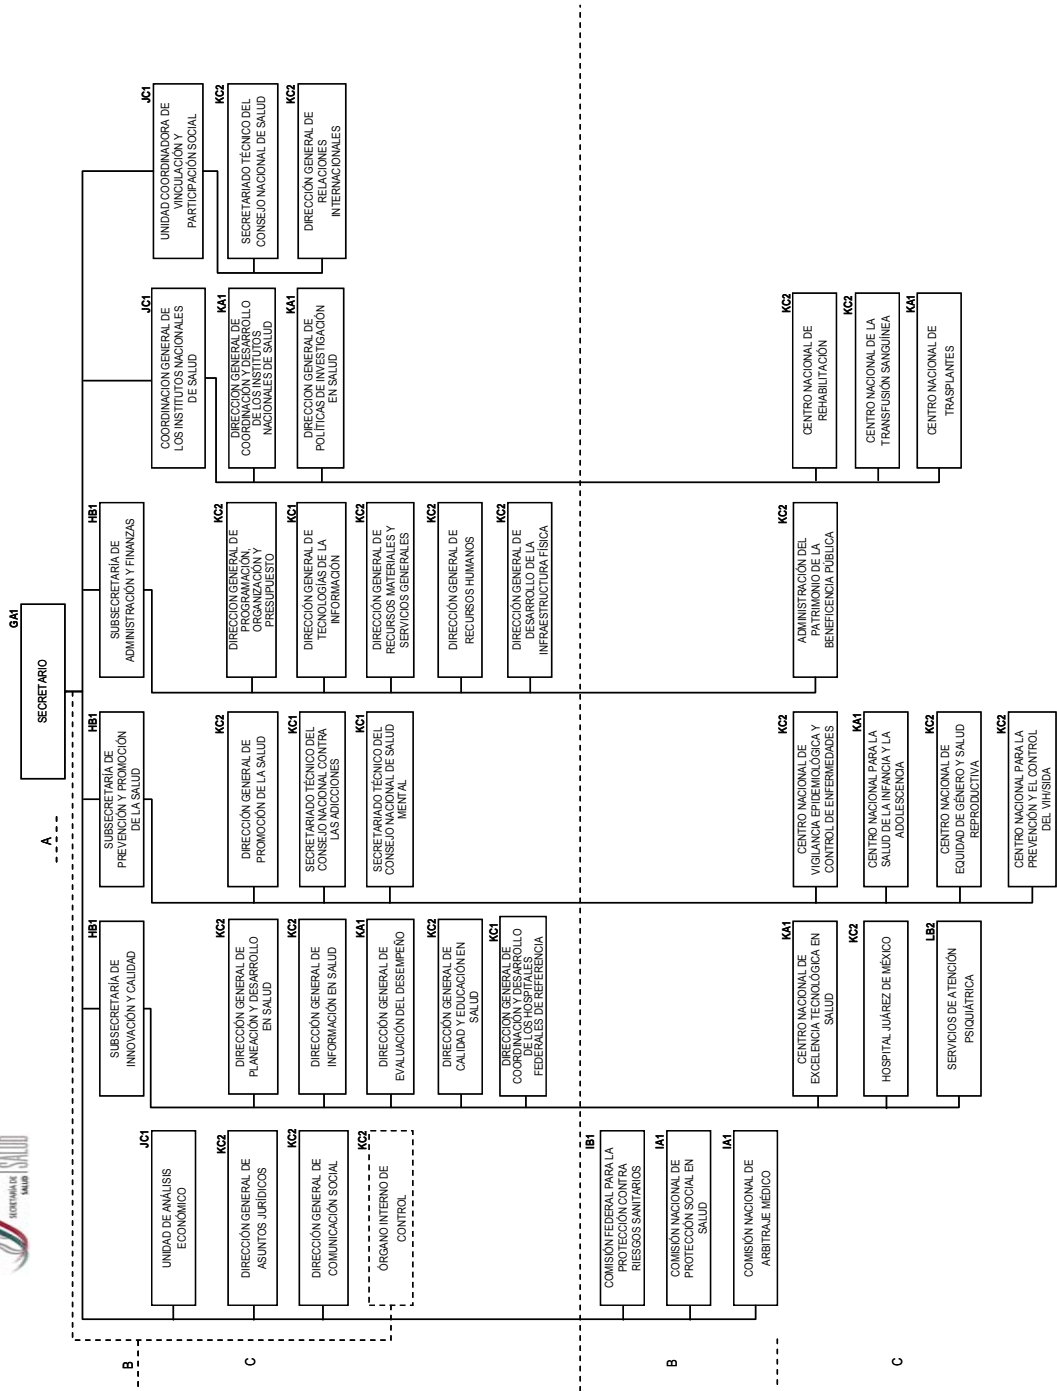 SECRETARÍA DE
SALUD
SALUD
GA1
SECRETARIO
A
HB1
SUBSECRETARÍA DE
INNOVACIÓN Y CALIDAD
HB1
SUBSECRETARÍA DE
PREVENCIÓN Y PROMOCIÓN
DE LA SALUD
HB1
SUBSECRETARÍA DE
ADMINISTRACIÓN Y FINANZAS
B
JC1
UNIDAD DE ANÁLISIS
ECONÓMICO
JC1
COORDINACION GENERAL DE
LOS INSTITUTOS NACIONALES
DE SALUD
JC1
UNIDAD COORDINADORA DE
VINCULACIÓN Y
PARTICIPACIÓN SOCIAL
C
KC2
DIRECCIÓN GENERAL DE
ASUNTOS JURÍDICOS
KC2
DIRECCIÓN GENERAL DE
COMUNICACIÓN SOCIAL
KC2
ÓRGANO INTERNO DE
CONTROL
KC2
DIRECCIÓN GENERAL DE
PLANEACIÓN Y DESARROLLO
EN SALUD
KC2
DIRECCIÓN GENERAL DE
INFORMACIÓN EN SALUD
KA1
DIRECCIÓN GENERAL DE
EVALUACIÓN DEL DESEMPEÑO
KC2
DIRECCIÓN GENERAL DE
CALIDAD Y EDUCACIÓN EN
SALUD
KC1
DIRECCION GENERAL DE
COORDINACIÓN Y DESARROLLO
DE LOS HOSPITALES
FEDERALES DE REFERENCIA
KC2
DIRECCIÓN GENERAL DE
PROMOCIÓN DE LA SALUD
KC1
SECRETARIADO TÉCNICO DEL
CONSEJO NACIONAL CONTRA
LAS ADICCIONES
KC1
SECRETARIADO TÉCNICO DEL
CONSEJO NACIONAL DE SALUD
MENTAL
KC2
DIRECCION GENERAL DE
PROGRAMACIÓN,
ORGANIZACIÓN Y
PRESUPUESTO
KC1
DIRECCIÓN GENERAL DE
TECNOLOGÍAS DE LA
INFORMACIÓN
KC2
DIRECCIÓN GENERAL DE
RECURSOS MATERIALES Y
SERVICIOS GENERALES
KC2
DIRECCIÓN GENERAL DE
RECURSOS HUMANOS
KC2
DIRECCIÓN GENERAL DE
DESARROLLO DE LA
INFRAESTRUCTURA FÍSICA
KA1
DIRECCION GENERAL DE
COORDINACIÓN Y DESARROLLO
DE LOS INSTITUTOS
NACIONALES DE SALUD
KA1
DIRECCION GENERAL DE
POLÍTICAS DE INVESTIGACIÓN
EN SALUD
KC2
SECRETARIADO TÉCNICO DEL
CONSEJO NACIONAL DE SALUD
KC2
DIRECCIÓN GENERAL DE
RELACIONES
INTERNACIONALES
B
IB1
COMISIÓN FEDERAL PARA LA
PROTECCIÓN CONTRA
RIESGOS SANITARIOS
IA1
COMISIÓN NACIONAL DE
PROTECCIÓN SOCIAL EN
SALUD
IA1
COMISIÓN NACIONAL DE
ARBITRAJE MÉDICO
C
KA1
CENTRO NACIONAL DE
EXCELENCIA TECNOLÓGICA EN
SALUD
KC2
HOSPITAL JUÁREZ DE MÉXICO
LB2
SERVICIOS DE ATENCIÓN
PSIQUIÁTRICA
KC2
CENTRO NACIONAL DE
VIGILANCIA EPIDEMIOLÓGICA Y
CONTROL DE ENFERMEDADES
KA1
CENTRO NACIONAL PARA LA
SALUD DE LA INFANCIA Y LA
ADOLESCENCIA
KC2
CENTRO NACIONAL DE
EQUIDAD DE GÉNERO Y SALUD
REPRODUCTIVA
KC2
CENTRO NACIONAL PARA LA
PREVENCIÓN Y EL CONTROL
DEL VIH/SIDA
KC2
ADMINISTRACIÓN DEL
PATRIMONIO DE LA
BENEFICENCIA PÚBLICA
KC2
CENTRO NACIONAL DE
REHABILITACIÓN
KC2
CENTRO NACIONAL DE LA
TRANSFUSIÓN SANGUÍNEA
KA1
CENTRO NACIONAL DE
TRASPLANTES